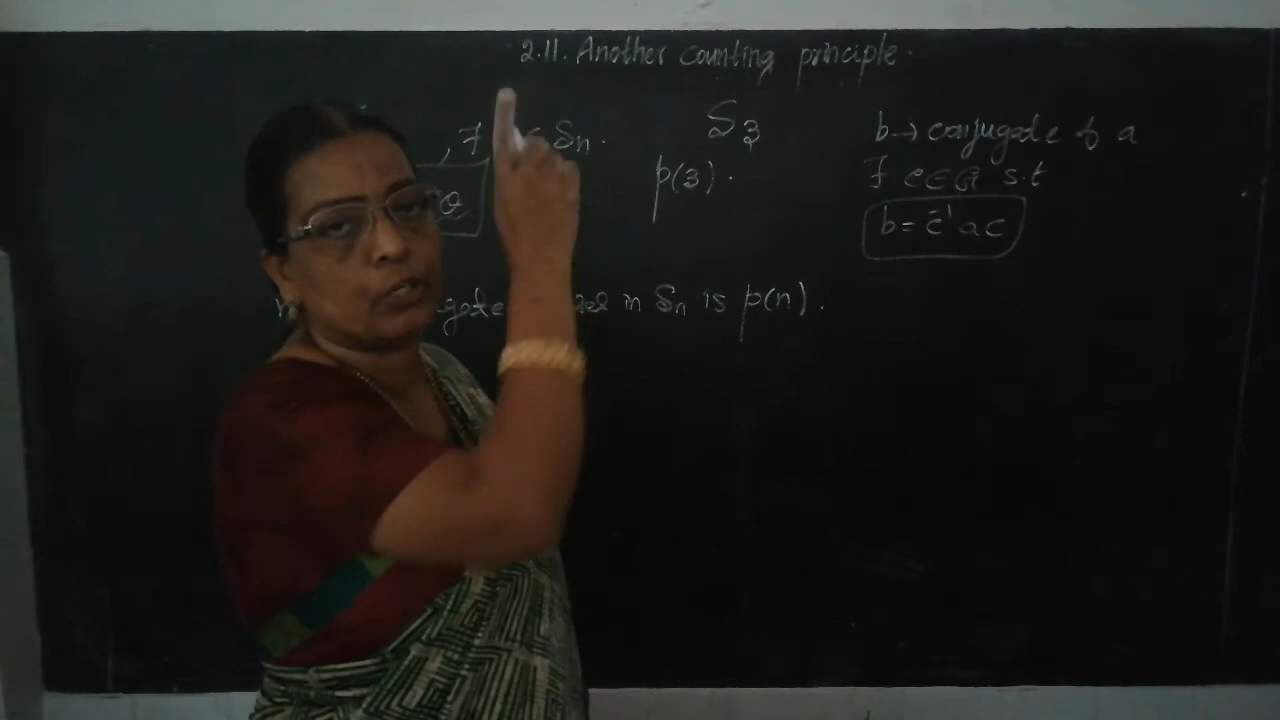 2.11. Another counting principle.
, ∃ ∈ Sn.
S3
b → conjugate of a
p(3).
∃ c∈G s.t
θ
b = c⁻¹ac
in Sn is p(n).